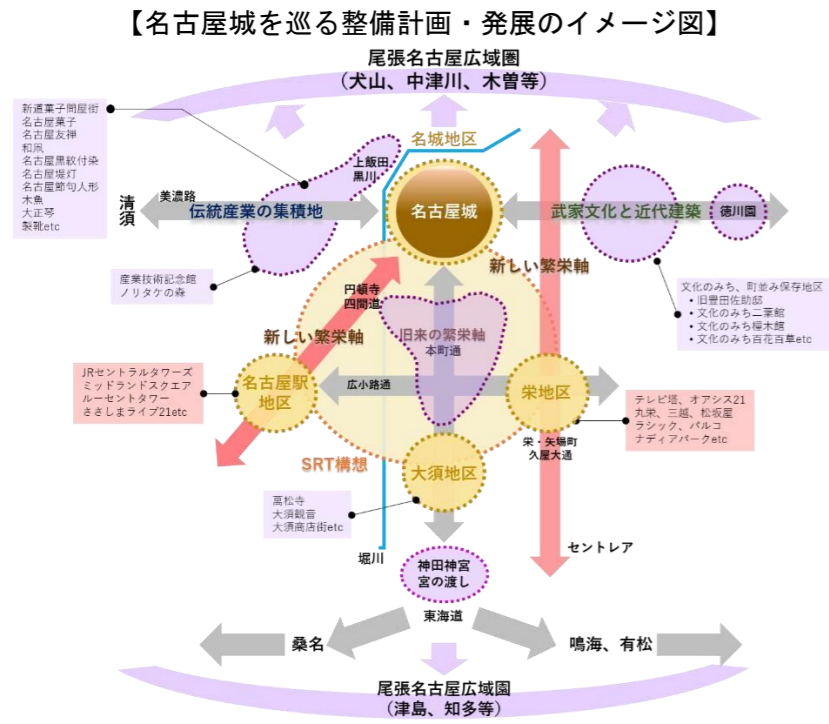 【名古屋城を巡る整備計画・発展のイメージ図】
尾張名古屋広域圏
（犬山、中津川、木曽等）
新道菓子問屋街
名古屋菓子
名古屋友禅
和凧
名古屋黒紋付染
名古屋提灯
名古屋節句人形
木魚
大正琴
製靴etc
名城地区
上飯田
黒川
清須
美濃路
伝統産業の集積地
名古屋城
武家文化と近代建築
徳川園
産業技術記念館
ノリタケの森
新しい繁栄軸
円頓寺
四間道
文化のみち、町並み保存地区
• 旧豊田佐助邸
• 文化のみち二葉館
• 文化のみち橦木館
• 文化のみち百花百草etc
新しい繁栄軸
旧来の繁栄軸
本町通
JRセントラルタワーズ
ミッドランドスクエア
ルーセントタワー
ささしまライブ21etc
名古屋駅
地区
広小路通
栄地区
テレビ塔、オアシス21
丸栄、三越、松坂屋
ラシック、パルコ
ナディアパークetc
栄・矢場町
久屋大通
SRT構想
大須地区
萬松寺
大須観音
大須商店街etc
堀川
セントレア
神田神宮
宮の渡し
東海道
桑名
鳴海、有松
尾張名古屋広域園
（津島、知多等）